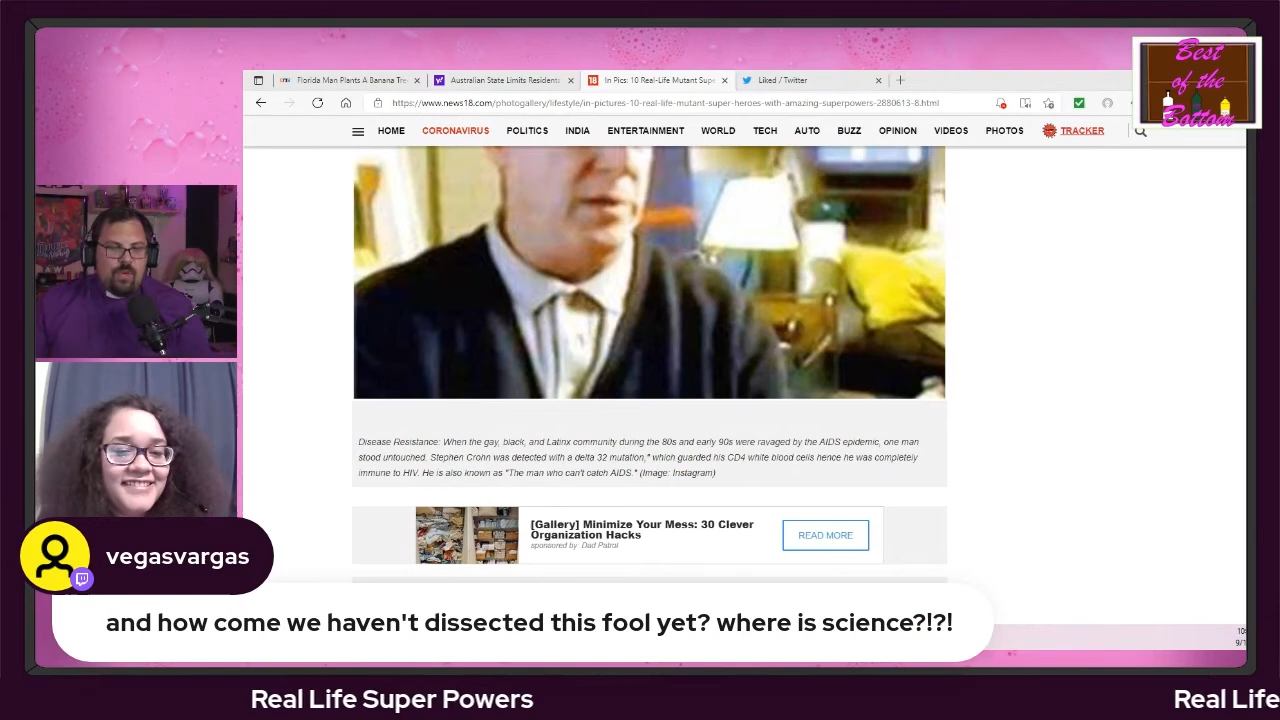 Best
of the
Bottom
Florida Man Plants A Banana Tre
Australian State Limits Resident
18 In Pics: 10 Real-Life Mutant Supe
Liked / Twitter
https://www.news18.com/photogallery/lifestyle/in-pictures-10-real-life-mutant-super-heroes-with-amazing-superpowers-2880613-8.html
HOME CORONAVIRUS POLITICS INDIA ENTERTAINMENT WORLD TECH AUTO BUZZ OPINION VIDEOS PHOTOS TRACKER
Disease Resistance: When the gay, black, and Latinx community during the 80s and early 90s were ravaged by the AIDS epidemic, one man
stood untouched. Stephen Crohn was detected with a delta 32 mutation," which guarded his CD4 white blood cells hence he was completely
immune to HIV. He is also known as "The man who can't catch AIDS." (Image: Instagram)
[Gallery] Minimize Your Mess: 30 Clever
Organization Hacks
sponsored by Dad Patrol
READ MORE
vegasvargas
and how come we haven't dissected this fool yet? where is science?!?!
Real Life Super Powers
Real Life